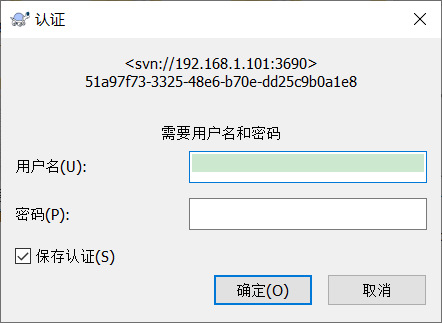 认证
<svn://192.168.1.101:3690>
51a97f73-3325-48e6-b70e-dd25c9b0a1e8
需要用户名和密码
用户名(U):
密码(P):
保存认证(S)
确定(O)
取消